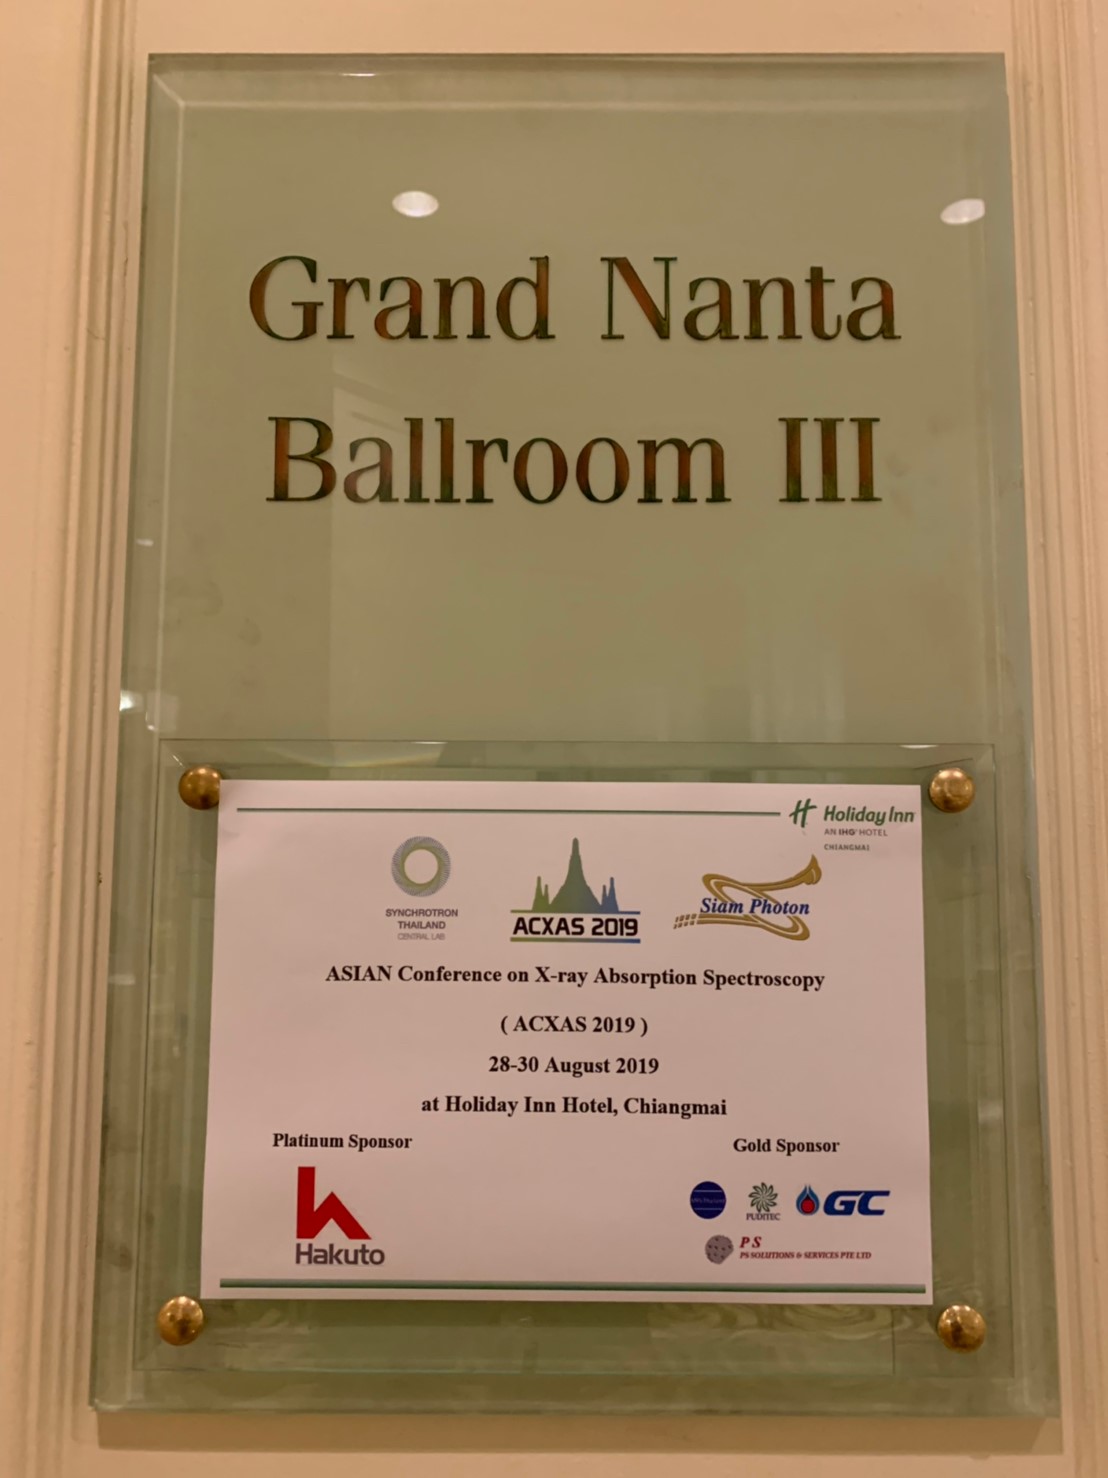 Grand Nanta
Ballroom III
Holiday Inn
AN IHG® HOTEL
CHIANGMAI
SYNCHROTRON
THAILAND
CENTRAL LAB
ACXAS 2019
Siam Photon
ASIAN Conference on X-ray Absorption Spectroscopy
( ACXAS 2019 )
28-30 August 2019
at Holiday Inn Hotel, Chiangmai
Platinum Sponsor
Gold Sponsor
Hakuto
PUDITEC
GC
PS
PS SOLUTIONS & SERVICES PTE LTD